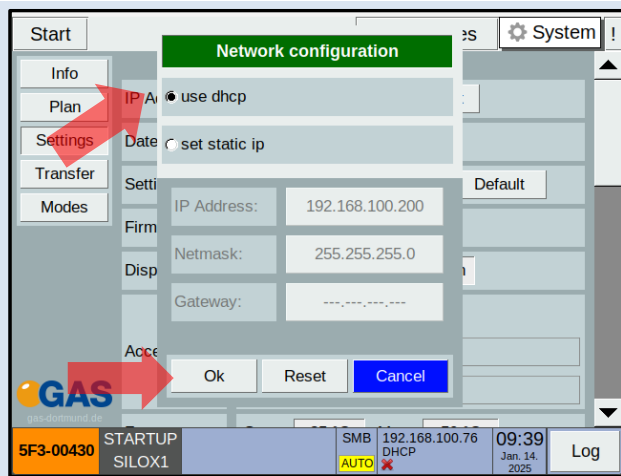 Start
es
System
!
Network configuration
Info
Plan
IP A
use dhcp
Settings
Date
set static ip
Transfer
Setti
Default
Modes
IP Address:
192.168.100.200
Firm
Netmask:
255.255.255.0
Disp
Gateway:
---.---.---.---
Acce
Ok
Reset
Cancel
GAS
gas-dortmund.de
5F3-00430
STARTUP
SILOX1
SMB
AUTO
192.168.100.76
DHCP
09:39
Jan. 14.
2025
Log